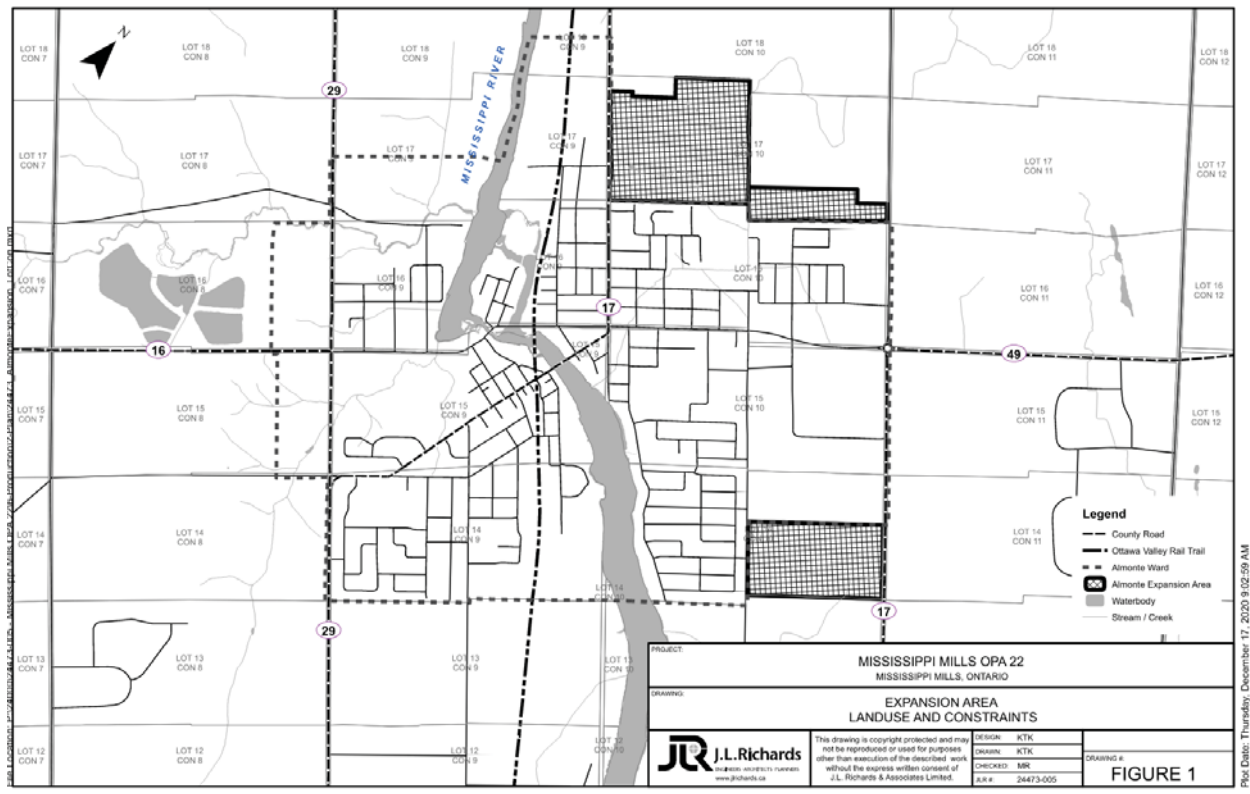 N
LOT 18
CON 7
LOT 18
CON 8
LOT 18
CON 9
CON 9
LOT 18
CON 10
LOT 18
CON 11
LOT 18
CON 12
29
MISSISSIPPI RIVER
LOT 17
CON 7
LOT 17
CON 8
LOT 17
LOT 17
CON 9
17
10
LOT 17
CON 11
LOT 17
CON 12
LOT 16
CON 7
LOT 16
CON 8
LOT 16
CON 9
CON 10
LOT 16
CON 11
LOT 16
CON 12
17
16
49
LOT 15
CON 7
LOT 15
CON 8
LOT 15
CON 9
LOT 15
CON 10
LOT 15
CON 11
LOT 15
CON 12
LOT 14
CON 7
LOT 14
CON 8
LOT 14
CON 9
LOT 14
CON 10
LOT 14
CON 11
17
29
LOT 13
CON 7
LOT 13
CON 8
LOT 13
CON 9
LOT 13
CON 10
LOT 12
CON 7
LOT 12
CON 8
LOT 12
CON 9
LOT 12
CON 10
Legend
County Road
Ottawa Valley Rail Trail
Almonte Ward
Almonte Expansion Area
Waterbody
Stream / Creek
PROJECT:
MISSISSIPPI MILLS OPA 22
MISSISSIPPI MILLS, ONTARIO
DRAWING:
EXPANSION AREA
LANDUSE AND CONSTRAINTS
JLR J.L.Richards
ENGINEERS · ARCHITECTS · PLANNERS
www.jlrichards.ca
This drawing is copyright protected and may
not be reproduced or used for purposes
other than execution of the described work
without the express written consent of
J.L. Richards & Associates Limited.
DESIGN: KTK
DRAWN: KTK
CHECKED: MR
JLR #: 24473-005
DRAWING #:
FIGURE 1
Plot Date: Thursday, December 17, 2020 9:02:59 AM